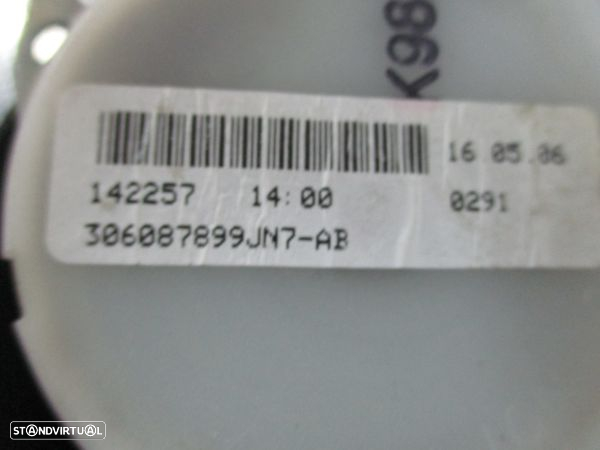 K98
16.05.06
142257 14:00 0291
306087899JN7-AB
STANDVIRTUAL